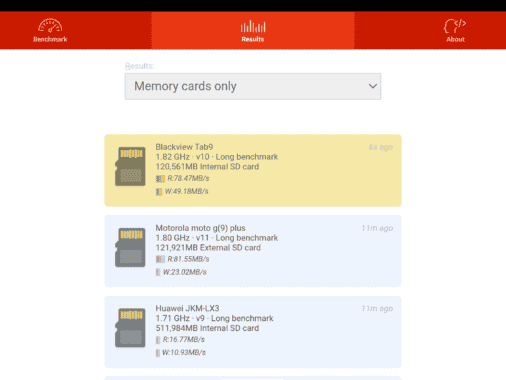 Benchmark
Results
About
Results:
Memory cards only
Blackview Tab9
1.82 GHz · v10 · Long benchmark
120,561MB Internal SD card
R:78.47MB/s
W:49.18MB/s
Motorola moto g(9) plus
11m ago
1.80 GHz · v11 · Long benchmark
121,921MB External SD card
R:81.55MB/s
W:23.02MB/s
Huawei JKM-LX3
11m ago
1.71 GHz · v9 · Long benchmark
511,984MB Internal SD card
R:16.77MB/s
W:10.93MB/s